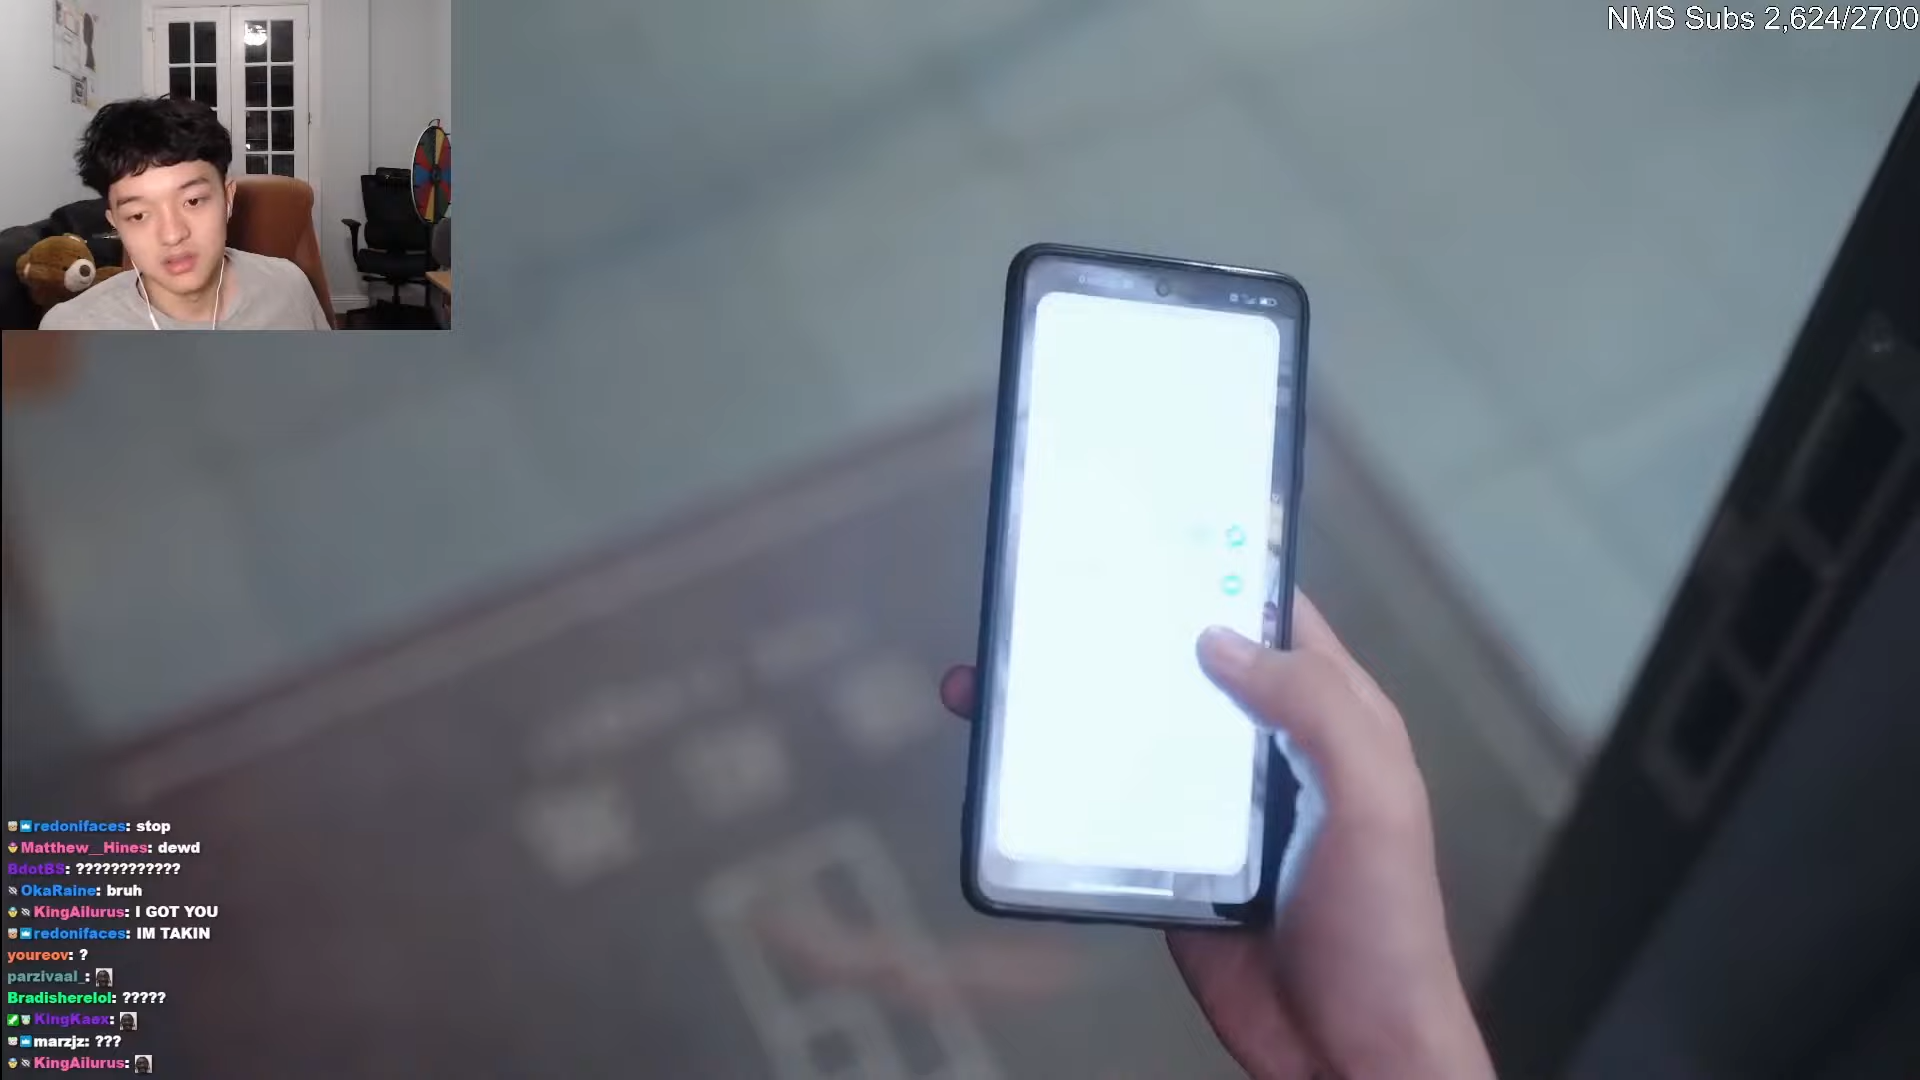 NMS Subs 2,624/2700
redonifaces: stop
Matthew__Hines: dewd
BdotBS: ????????????
OkaRaine: bruh
KingAilurus: I GOT YOU
redonifaces: IM TAKIN
youreov: ?
parzivaal_:
Bradisherelol: ?????
KingKaax:
marzjz: ???
KingAilurus: